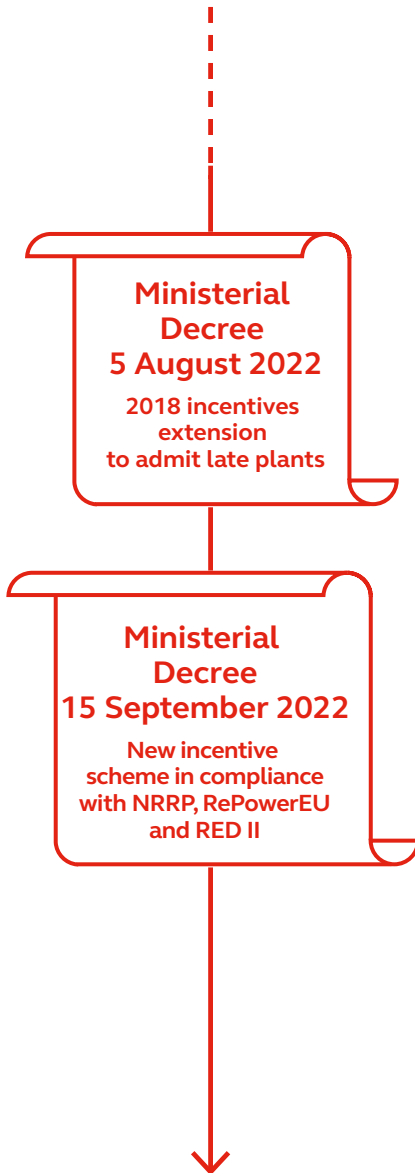 Ministerial
Decree
5 August 2022
2018 incentives
extension
to admit late plants
Ministerial
Decree
15 September 2022
New incentive
scheme in compliance
with NRRP, RePowerEU
and RED II